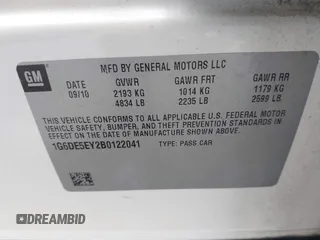 GM
MFD BY GENERAL MOTORS LLC
DATE GVWR GAWR FRT GAWR RR
09/10 2193 KG 1014 KG 1179 KG
4834 LB 2235 LB 2599 LB
THIS VEHICLE CONFORMS TO ALL APPLICABLE U.S. FEDERAL MOTOR VEHICLE
SAFETY, BUMPER, AND THEFT PREVENTION STANDARDS IN EFFECT ON THE
DATE OF MANUFACTURE SHOWN ABOVE.
1G6DE5EY2B0122041 TYPE: PASS CAR
DREAMBID